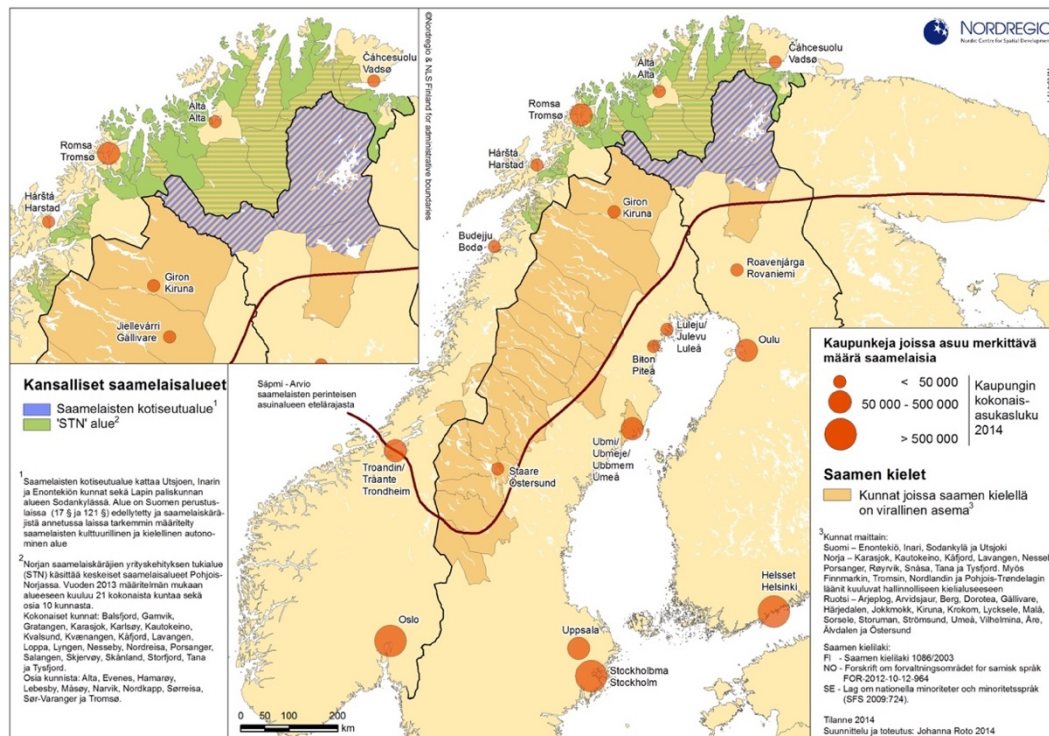 ©Nordregio & NLS Finland for administrative boundaries
NORDREGIO
Nordic Centre for Spatial Development
Čáhcesuolu
Vadsø
Álta
Alta
Romsa
Tromsø
Hárštá
Harstad
Giron
Kiruna
Jiellevárri
Gällivare
Čáhcesuolu
Vadsø
Álta
Alta
Romsa
Tromsø
Hárštá
Harstad
Budejju
Bodø
Giron
Kiruna
Roavenjárga
Rovaniemi
Luleju/
Julevu
Luleå
Biton
Piteå
Oulu
Sápmi - Arvio
saamelaisten perinteisen
asuinalueen etelärajasta
Troandin/
Tråante
Trondheim
Staare
Östersund
Ubmi/
Ubmeje/
Ubbmem
Umeå
Helsset
Helsinki
Oslo
Uppsala
Stockholbma
Stockholm
0 50 100 200
km
Kansalliset saamelaisalueet
Saamelaisten kotiseutualue1
'STN' alue2
1
Saamelaisten kotiseutualue kattaa Utsjoen, Inarin
ja Enontekiön kunnat sekä Lapin paliskunnan
alueen Sodankylässä. Alue on Suomen perustus-
laissa (17 § ja 121 §) edellytetty ja saamelaiskärä-
jistä annetussa laissa tarkemmin määritelty
saamelaisten kulttuurillinen ja kielellinen autono-
minen alue
2
Norjan saamelaiskäräjien yrityskehityksen tukialue
(STN) käsittää keskeiset saamelaisalueet Pohjois-
Norjassa. Vuoden 2013 määritelmän mukaan
alueeseen kuuluu 21 kokonaista kuntaa sekä
osia 10 kunnasta.
Kokonaiset kunnat: Balsfjord, Gamvik,
Gratangen, Karasjok, Karlsøy, Kautokeino,
Kvalsund, Kvænangen, Kåfjord, Lavangen,
Loppa, Lyngen, Nesseby, Nordreisa, Porsanger,
Salangen, Skjervøy, Skånland, Storfjord, Tana
ja Tysfjord.
Osia kunnista: Alta, Evenes, Hamarøy,
Lebesby, Måsøy, Narvik, Nordkapp, Sørreisa,
Sør-Varanger ja Tromsø.
Kaupunkeja joissa asuu merkittävä
määrä saamelaisia
< 50 000
50 000 - 500 000
> 500 000
Kaupungin
kokonais-
asukasluku
2014
Saamen kielet
Kunnat joissa saamen kielellä
on virallinen asema3
3
Kunnat maittain:
Suomi – Enontekiö, Inari, Sodankylä ja Utsjoki
Norja – Karasjok, Kautokeino, Kåfjord, Lavangen, Nesseb
Porsanger, Røyrvik, Snåsa, Tana ja Tysfjord. Myös
Finnmarkin, Tromsin, Nordlandin ja Pohjois-Trøndelagin
läänit kuuluvat hallinnolliseen kielialueeseen
Ruotsi – Arjeplog, Arvidsjaur, Berg, Dorotea, Gällivare,
Härjedalen, Jokkmokk, Kiruna, Krokom, Lycksele, Malå,
Sorsele, Storuman, Strömsund, Umeå, Vilhelmina, Åre,
Älvdalen ja Östersund
Saamen kielilaki:
FI - Saamen kielilaki 1086/2003
NO - Forskrift om forvaltningsområdet for samisk språk
FOR-2012-10-12-964
SE - Lag om nationella minoriteter och minoritetsspråk
(SFS 2009:724).
Tilanne 2014
Suunnittelu ja toteutus: Johanna Roto 2014